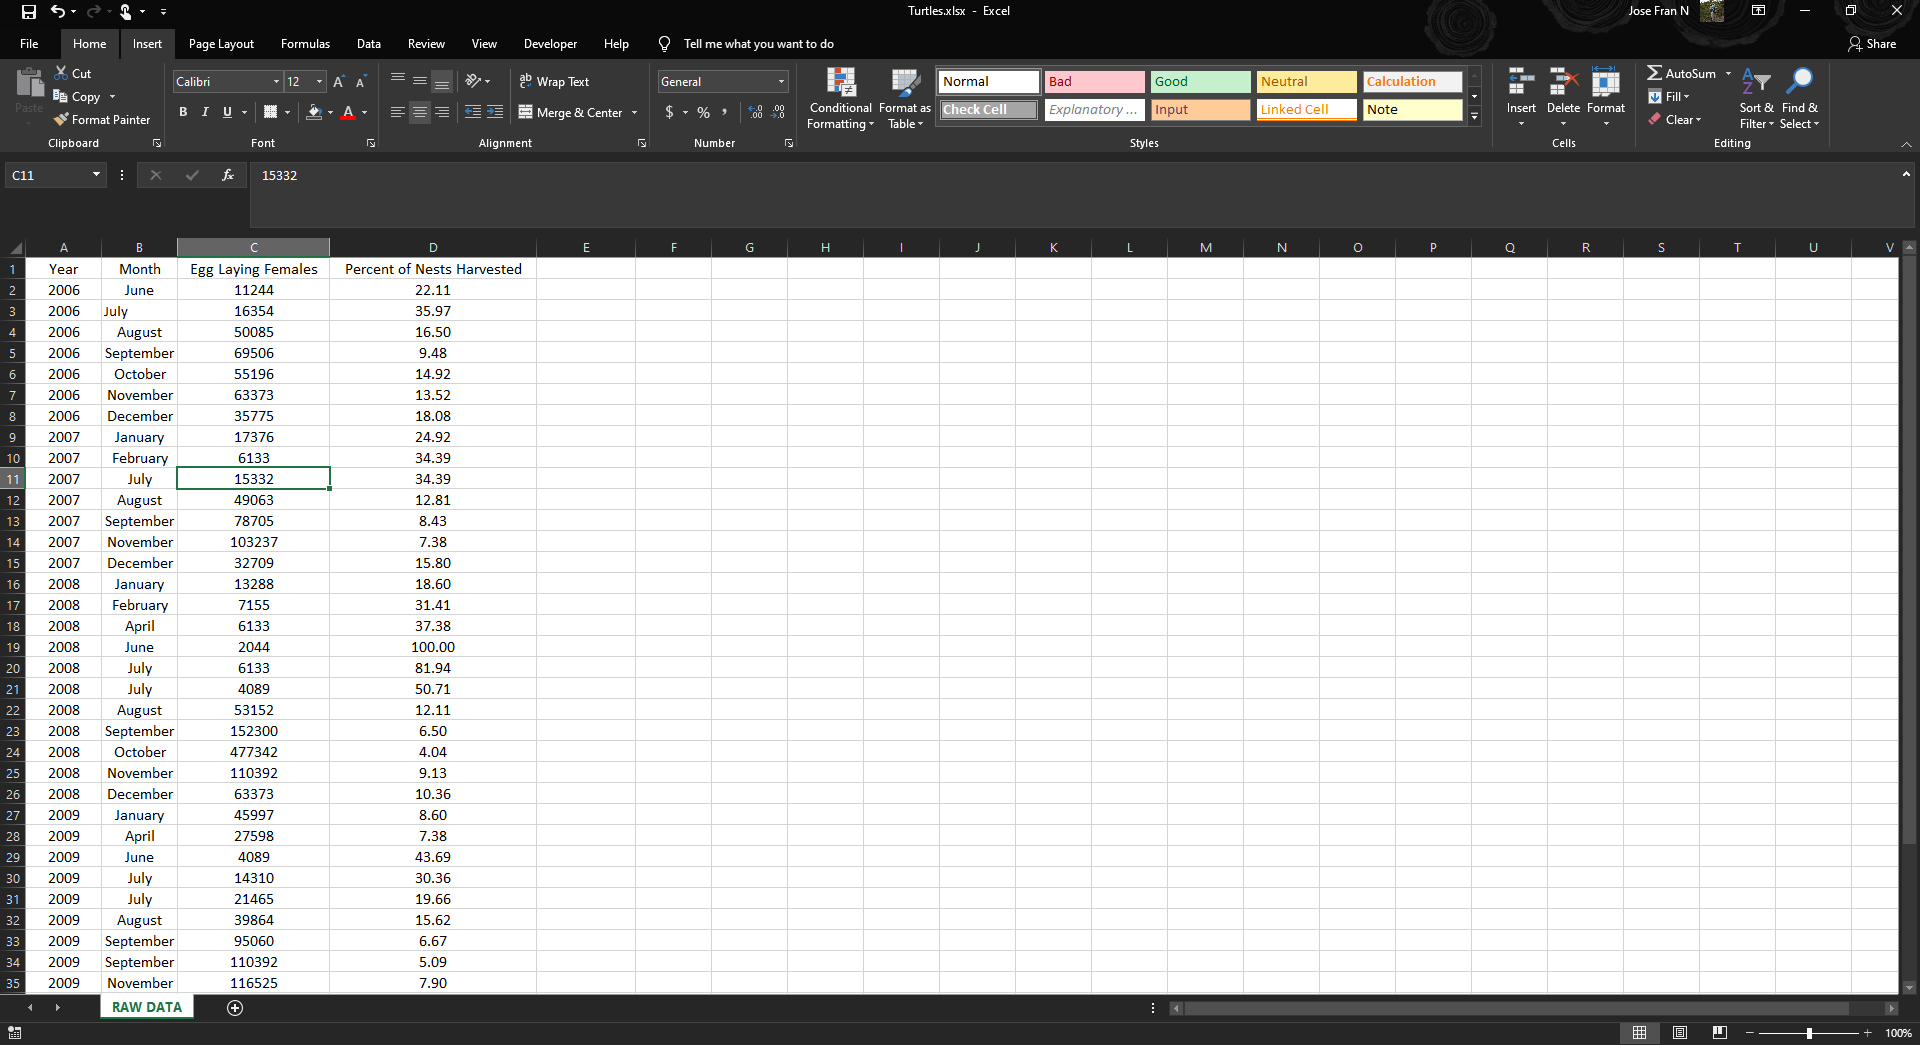 Turtles.xlsx - Excel
Jose Fran N
File Home Insert Page Layout Formulas Data Review View Developer Help Tell me what you want to do Share
Paste
Cut
Copy
Format Painter
Clipboard
Calibri 12 A A
B I U A
Font
ab Wrap Text
Merge & Center
Alignment
General
$ % ,
Number
Conditional Formatting
Format as Table
Normal Bad Good Neutral Calculation
Check Cell Explanatory ... Input Linked Cell Note
Styles
Insert Delete Format
Cells
AutoSum
Fill
Clear
Sort & Filter
Find & Select
Editing
C11 fx 15332
A B C D E F G H I J K L M N O P Q R S T U V
1 Year Month Egg Laying Females Percent of Nests Harvested
2 2006 June 11244 22.11
3 2006 July 16354 35.97
4 2006 August 50085 16.50
5 2006 September 69506 9.48
6 2006 October 55196 14.92
7 2006 November 63373 13.52
8 2006 December 35775 18.08
9 2007 January 17376 24.92
10 2007 February 6133 34.39
11 2007 July 15332 34.39
12 2007 August 49063 12.81
13 2007 September 78705 8.43
14 2007 November 103237 7.38
15 2007 December 32709 15.80
16 2008 January 13288 18.60
17 2008 February 7155 31.41
18 2008 April 6133 37.38
19 2008 June 2044 100.00
20 2008 July 6133 81.94
21 2008 July 4089 50.71
22 2008 August 53152 12.11
23 2008 September 152300 6.50
24 2008 October 477342 4.04
25 2008 November 110392 9.13
26 2008 December 63373 10.36
27 2009 January 45997 8.60
28 2009 April 27598 7.38
29 2009 June 4089 43.69
30 2009 July 14310 30.36
31 2009 July 21465 19.66
32 2009 August 39864 15.62
33 2009 September 95060 6.67
34 2009 September 110392 5.09
35 2009 November 116525 7.90
RAW DATA
100%